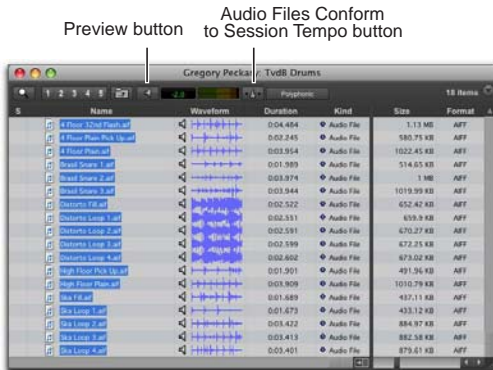 Preview button
Audio Files Conform
to Session Tempo button
Gregory Peckary: TvdB Drums
1 2 3 4 5 -2.0 Polyphonic 18 items
S Name Waveform Duration Kind Size Format
4 Floor 32nd Flash.aif 0:04.484 Audio File 1.13 MB AIFF
4 Floor Plain Pick Up.aif 0:02.245 Audio File 580.75 KB AIFF
4 Floor Plain.aif 0:03.954 Audio File 1022.45 KB AIFF
Brasil Snare 1.aif 0:01.989 Audio File 514.65 KB AIFF
Brasil Snare 2.aif 0:03.974 Audio File 1 MB AIFF
Brasil Snare 3.aif 0:03.944 Audio File 1019.99 KB AIFF
Distorto Fill.aif 0:02.522 Audio File 652.42 KB AIFF
Distorto Loop 1.aif 0:02.551 Audio File 659.9 KB AIFF
Distorto Loop 2.aif 0:02.591 Audio File 670.27 KB AIFF
Distorto Loop 3.aif 0:02.599 Audio File 672.25 KB AIFF
Distorto Loop 4.aif 0:02.602 Audio File 673.02 KB AIFF
High Floor Pick Up.aif 0:01.901 Audio File 491.96 KB AIFF
High Floor Plain.aif 0:03.909 Audio File 1010.79 KB AIFF
Ska Fill.aif 0:01.689 Audio File 437.11 KB AIFF
Ska Loop 1.aif 0:01.673 Audio File 433.12 KB AIFF
Ska Loop 2.aif 0:03.422 Audio File 884.97 KB AIFF
Ska Loop 3.aif 0:03.413 Audio File 882.58 KB AIFF
Ska Loop 4.aif 0:03.401 Audio File 879.61 KB AIFF